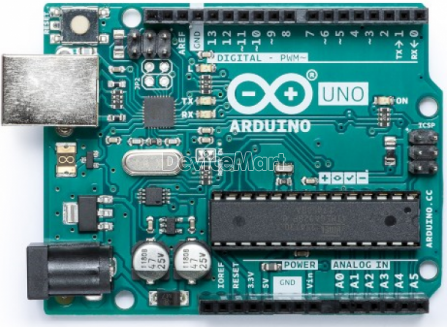 AREF
GND
13
12
~11
~10
~9
8
7
~6
~5
4
~3
2
TX→1
RX←0
DIGITAL - PWM~
TX
RX
®
UNO
ARDUINO
ON
ICSP
DeviceMart
ARDUINO.CC
47
25V
47
25V
IOREF
RESET
3.3V
5V
GND
Vin
POWER
ANALOG IN
A0
A1
A2
A3
A4
A5